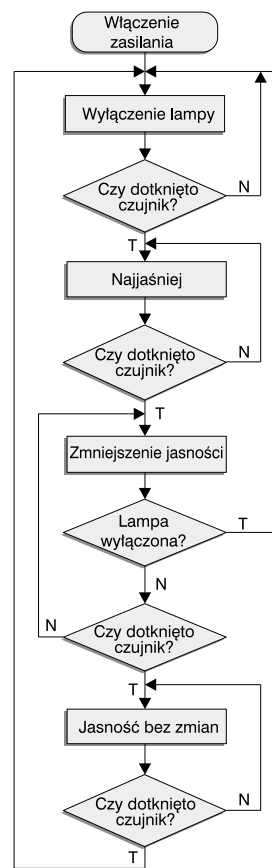 Włączenie
zasilania
Wyłączenie lampy
Czy dotknięto
czujnik?
N
T
Najjaśniej
Czy dotknięto
czujnik?
N
T
Zmniejszenie jasności
Lampa
wyłączona?
T
N
Czy dotknięto
czujnik?
N
T
Jasność bez zmian
Czy dotknięto
czujnik?
N
T